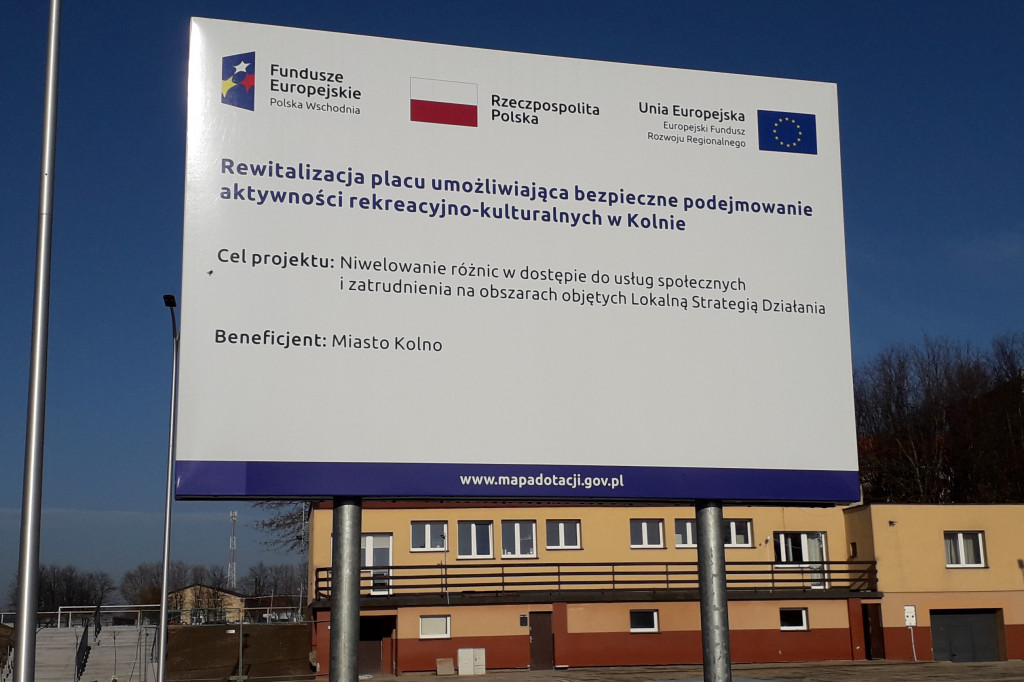 Fundusze
Europejskie
Polska Wschodnia
Rzeczpospolita
Polska
Unia Europejska
Europejski Fundusz
Rozwoju Regionalnego
Rewitalizacja placu umożliwiająca bezpieczne podejmowanie
aktywności rekreacyjno-kulturalnych w Kolnie
Cel projektu: Niwelowanie różnic w dostępie do usług społecznych
i zatrudnienia na obszarach objętych Lokalną Strategią Działania
Beneficjent: Miasto Kolno
www.mapadotacji.gov.pl